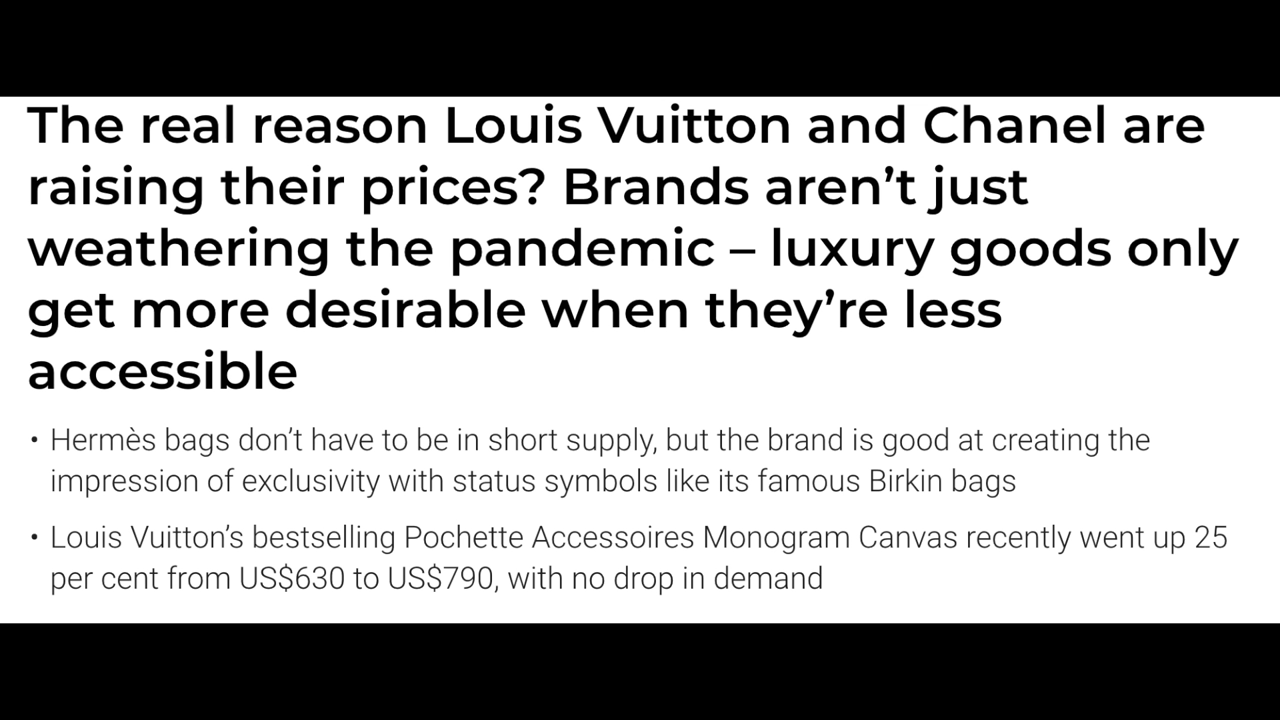 The real reason Louis Vuitton and Chanel are
raising their prices? Brands aren’t just
weathering the pandemic – luxury goods only
get more desirable when they’re less
accessible
• Hermès bags don’t have to be in short supply, but the brand is good at creating the
impression of exclusivity with status symbols like its famous Birkin bags
• Louis Vuitton’s bestselling Pochette Accessoires Monogram Canvas recently went up 25
per cent from US$630 to US$790, with no drop in demand